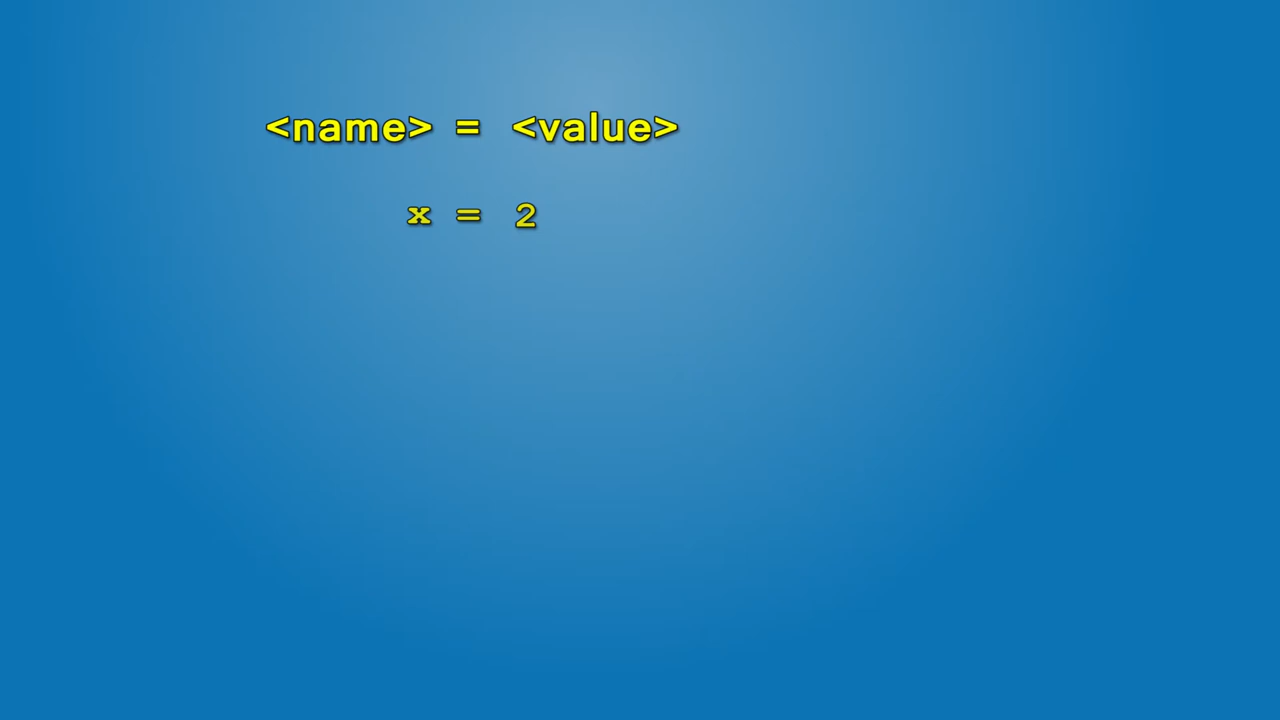 <name> = <value>
x = 2